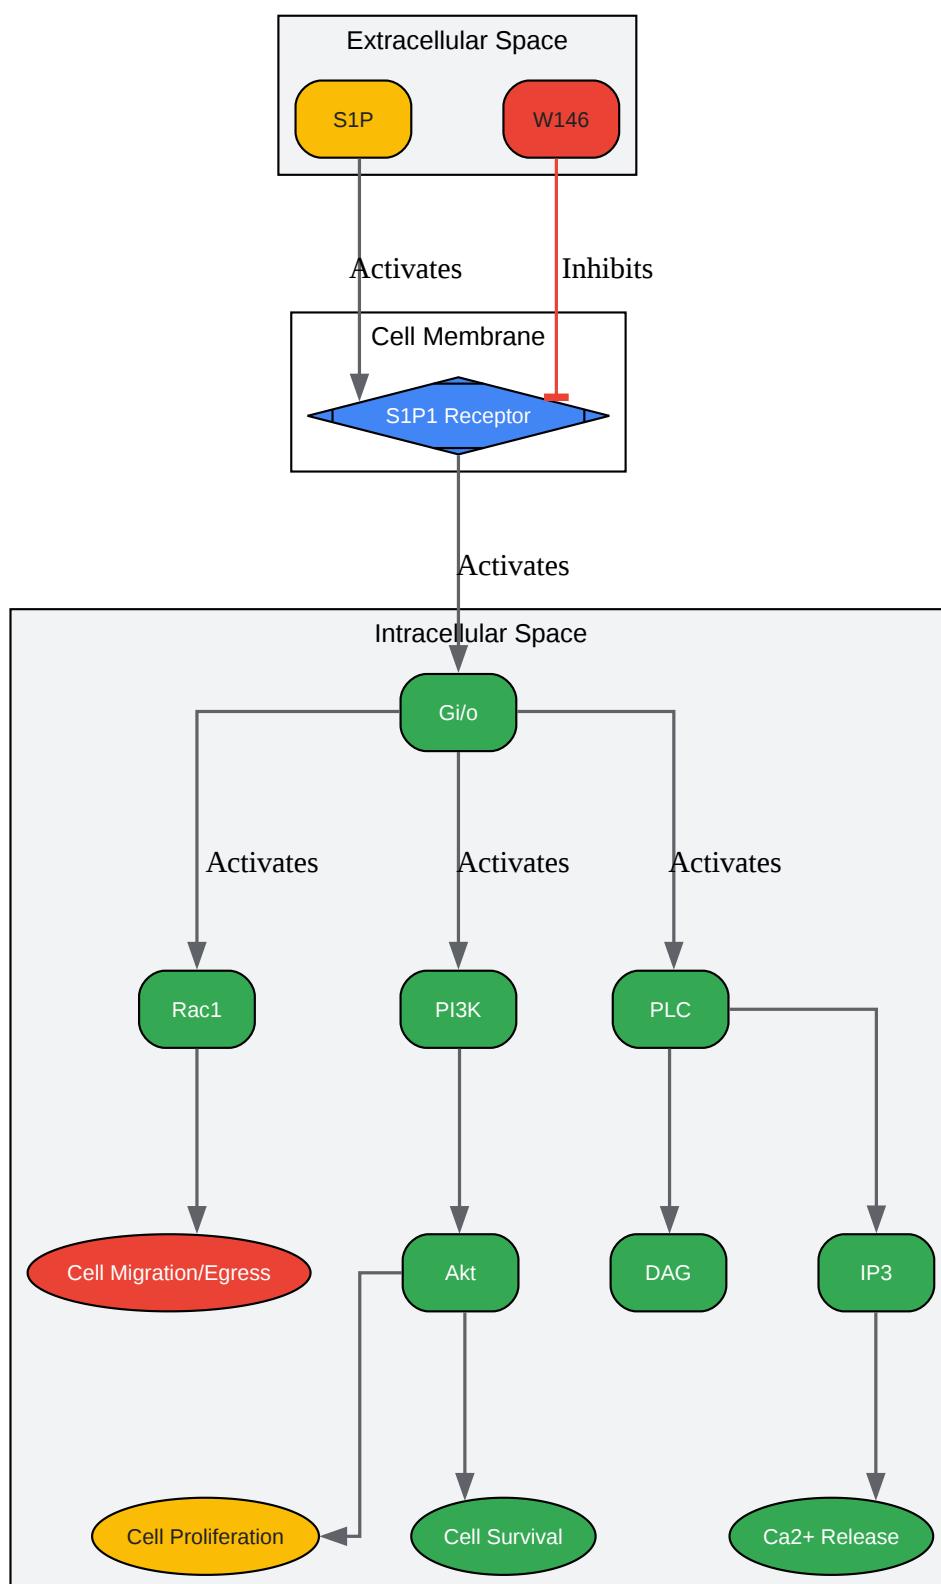 Extracellular Space
S1P
W146
Activates
Inhibits
Cell Membrane
S1P1 Receptor
Activates
Intracellular Space
Gi/o
Activates
Activates
Activates
Rac1
PI3K
PLC
Cell Migration/Egress
Akt
DAG
IP3
Cell Proliferation
Cell Survival
Ca2+ Release